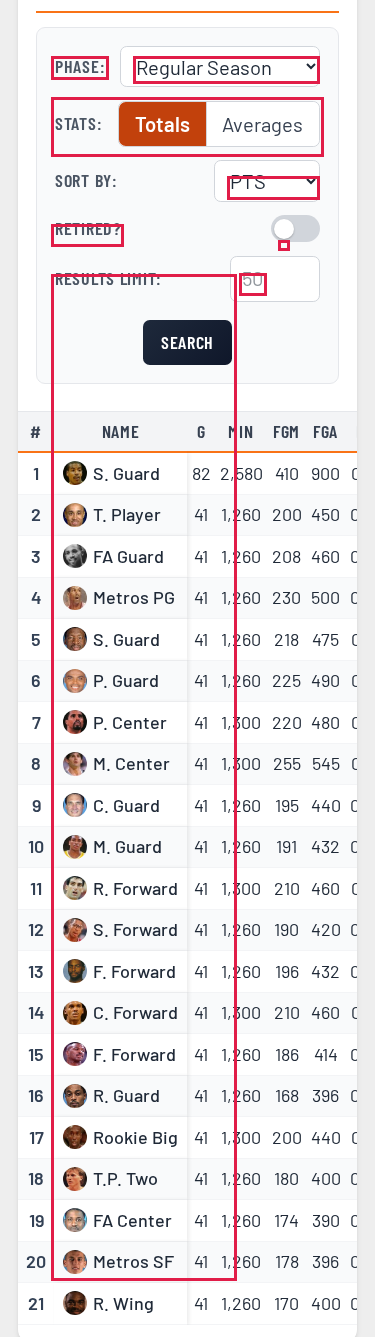 PHASE: Regular Season
STATS: Totals Averages
SORT BY: PTS
RETIRED?
RESULTS LIMIT: 50
SEARCH
# NAME G MIN FGM FGA
1 S. Guard 82 2,580 410 900
2 T. Player 41 1,260 200 450
3 FA Guard 41 1,260 208 460
4 Metros PG 41 1,260 230 500
5 S. Guard 41 1,260 218 475
6 P. Guard 41 1,260 225 490
7 P. Center 41 1,300 220 480
8 M. Center 41 1,300 255 545
9 C. Guard 41 1,260 195 440
10 M. Guard 41 1,260 191 432
11 R. Forward 41 1,300 210 460
12 S. Forward 41 1,260 190 420
13 F. Forward 41 1,260 196 432
14 C. Forward 41 1,300 210 460
15 F. Forward 41 1,260 186 414
16 R. Guard 41 1,260 168 396
17 Rookie Big 41 1,300 200 440
18 T.P. Two 41 1,260 180 400
19 FA Center 41 1,260 174 390
20 Metros SF 41 1,260 178 396
21 R. Wing 41 1,260 170 400